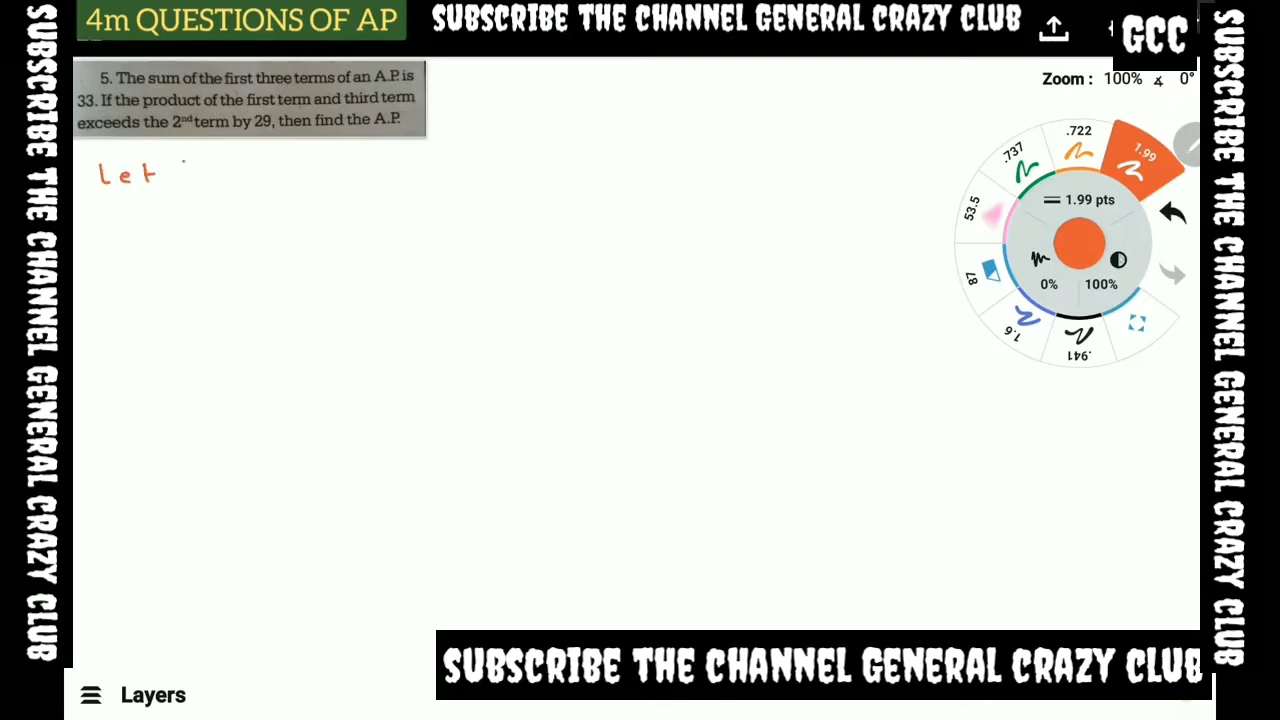 4m QUESTIONS OF AP
SUBSCRIBE THE CHANNEL GENERAL CRAZY CLUB
GCC
5. The sum of the first three terms of an A.P. is
33. If the product of the first term and third term
exceeds the 2nd term by 29, then find the A.P.
Let
Zoom : 100% 0°
.737
.722
1.99
53.5
1.99 pts
87
0%
100%
1.6
.941
SUBSCRIBE THE CHANNEL GENERAL CRAZY CLUB
SUBSCRIBE THE CHANNEL GENERAL CRAZY CLUB
SUBSCRIBE THE CHANNEL GENERAL CRAZY CLUB
Layers